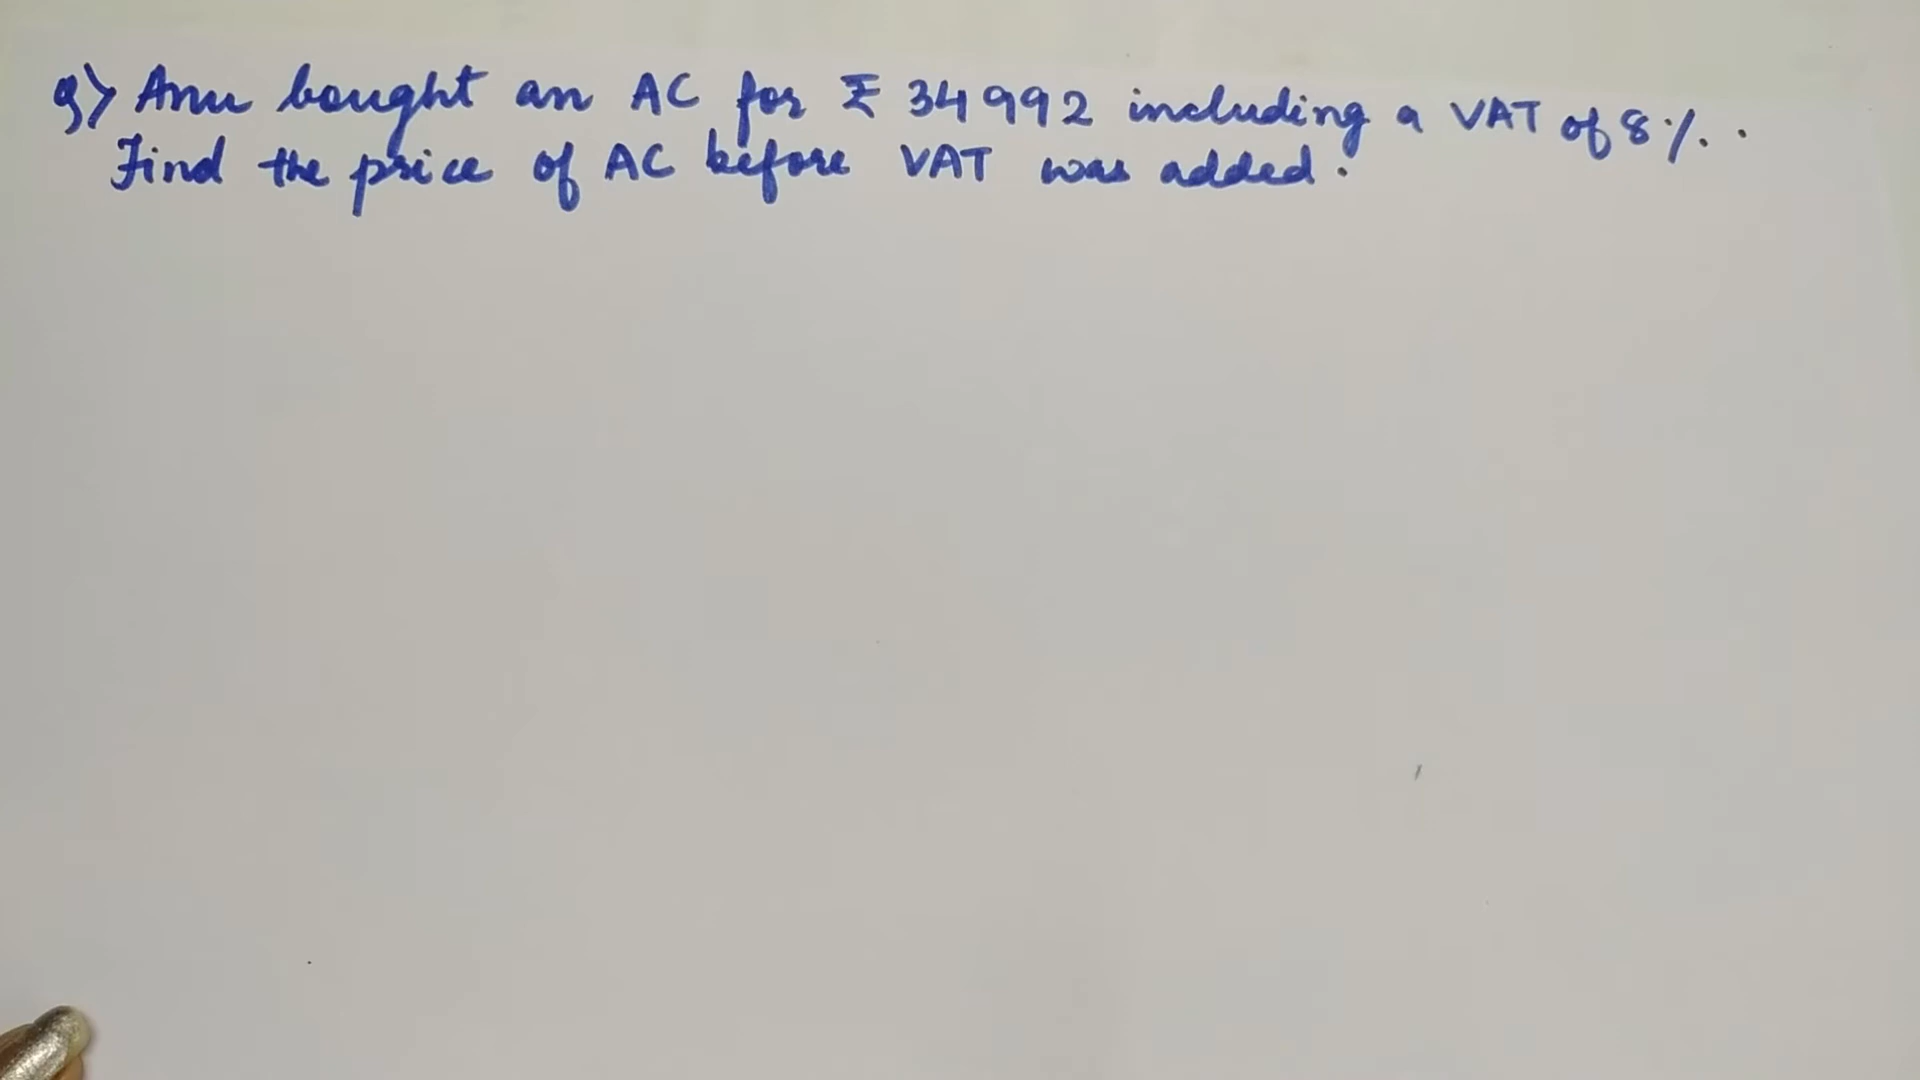 Q> Anu bought an AC for ₹ 34992 including a VAT of 8%.
Find the price of AC before VAT was added.